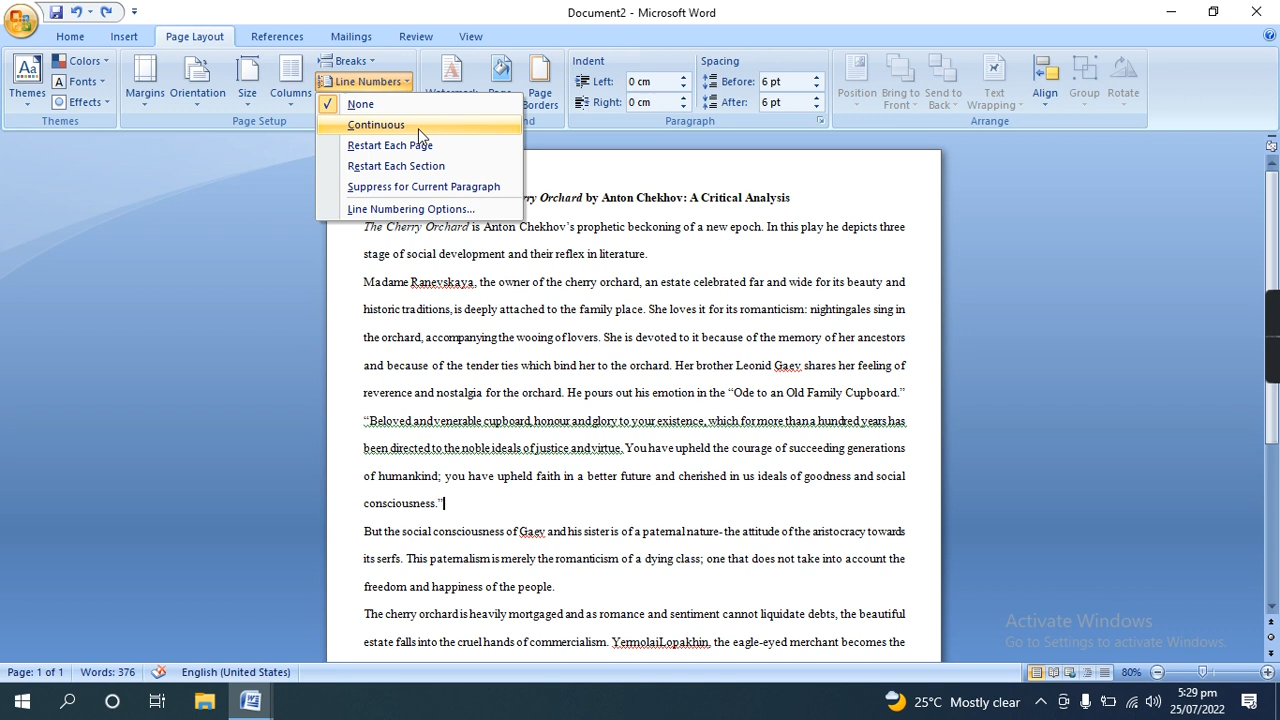 Document2 - Microsoft Word
Home Insert Page Layout References Mailings Review View
Themes
Colors
Fonts
Effects
Themes
Margins Orientation Size Columns
Breaks
Line Numbers
Page Setup
Page Borders
Indent
Left: 0 cm
Right: 0 cm
Spacing
Before: 6 pt
After: 6 pt
Paragraph
Position Bring to Front Send to Back Text Wrapping Align Group Rotate
Arrange
None
Continuous
Restart Each Page
Restart Each Section
Suppress for Current Paragraph
Line Numbering Options...
Orchard by Anton Chekhov: A Critical Analysis
The Cherry Orchard is Anton Chekhov’s prophetic beckoning of a new epoch. In this play he depicts three
stage of social development and their reflex in literature.
Madame Ranevskaya, the owner of the cherry orchard, an estate celebrated far and wide for its beauty and
historic traditions, is deeply attached to the family place. She loves it for its romanticism: nightingales sing in
the orchard, accompanying the wooing of lovers. She is devoted to it because of the memory of her ancestors
and because of the tender ties which bind her to the orchard. Her brother Leonid Gaev shares her feeling of
reverence and nostalgia for the orchard. He pours out his emotion in the “Ode to an Old Family Cupboard.”
“Beloved and venerable cupboard, honour and glory to your existence, which for more than a hundred years has
been directed to the noble ideals of justice and virtue. You have upheld the courage of succeeding generations
of humankind; you have upheld faith in a better future and cherished in us ideals of goodness and social
consciousness.”
But the social consciousness of Gaev and his sister is of a paternal nature- the attitude of the aristocracy towards
its serfs. This paternalism is merely the romanticism of a dying class; one that does not take into account the
freedom and happiness of the people.
The cherry orchard is heavily mortgaged and as romance and sentiment cannot liquidate debts, the beautiful
estate falls into the cruel hands of commercialism. YermolaiLopakhin, the eagle-eyed merchant becomes the
Activate Windows
Go to Settings to activate Windows.
Page: 1 of 1 Words: 376 English (United States) 80%
25°C Mostly clear
5:29 pm
25/07/2022